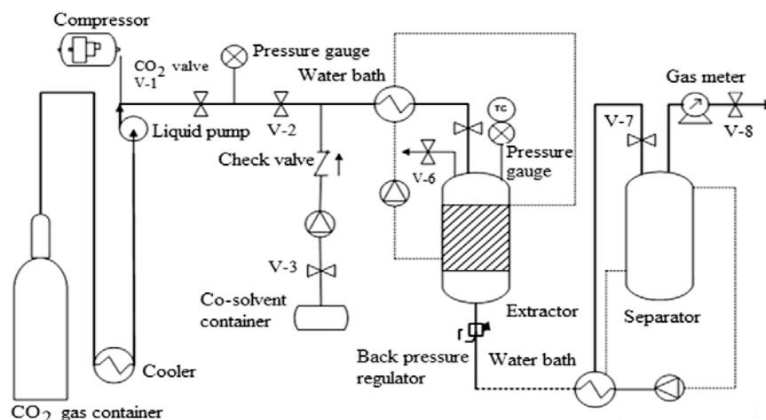 Compressor
CO2 valve
V-1
Pressure gauge
Water bath
Gas meter
Liquid pump
V-2
TC
V-7
V-8
Check valve
V-6
Pressure
gauge
V-3
Co-solvent
container
Extractor
Separator
Back pressure
regulator
Water bath
Cooler
CO2 gas container